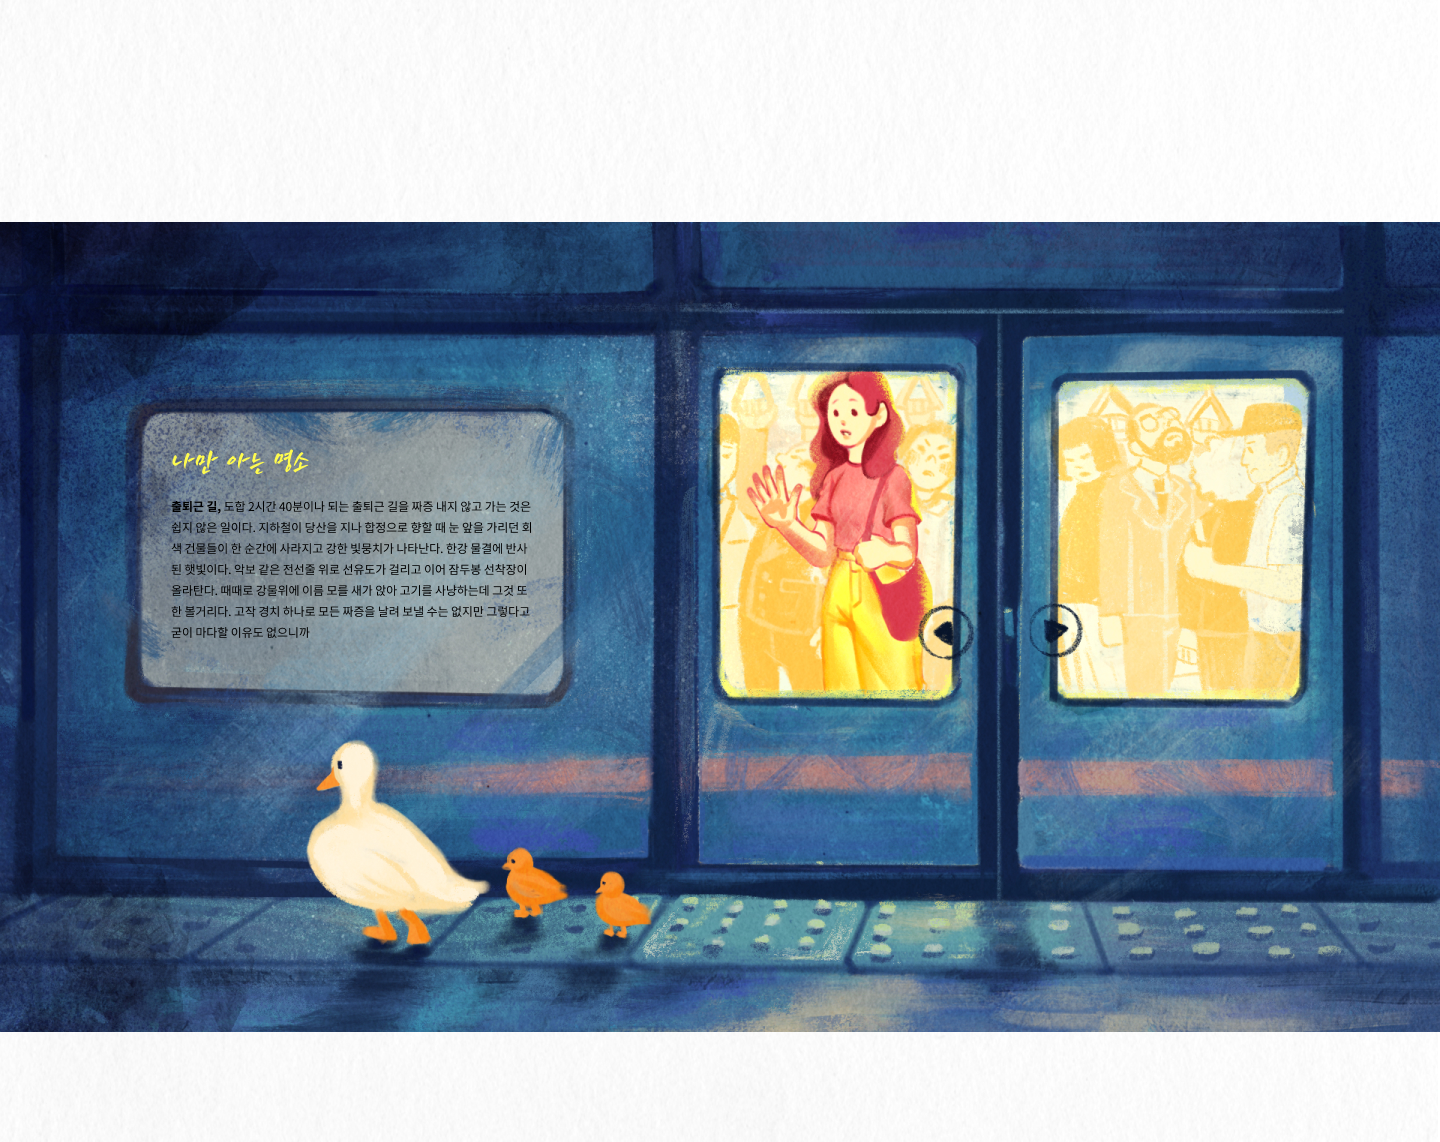 나만 아는 명소
출퇴근 길, 도합 2시간 40분이나 되는 출퇴근 길을 짜증 내지 않고 가는 것은
쉽지 않은 일이다. 지하철이 당산을 지나 합정으로 향할 때 눈 앞을 가리던 회
색 건물들이 한 순간에 사라지고 강한 빛뭉치가 나타난다. 한강 물결에 반사
된 햇빛이다. 악보 같은 전선줄 위로 선유도가 걸리고 이어 잠두봉 선착장이
올라탄다. 때때로 강물위에 이름 모를 새가 앉아 고기를 사냥하는데 그것 또
한 볼거리다. 고작 경치 하나로 모든 짜증을 날려 보낼 수는 없지만 그렇다고
굳이 마다할 이유도 없으니까